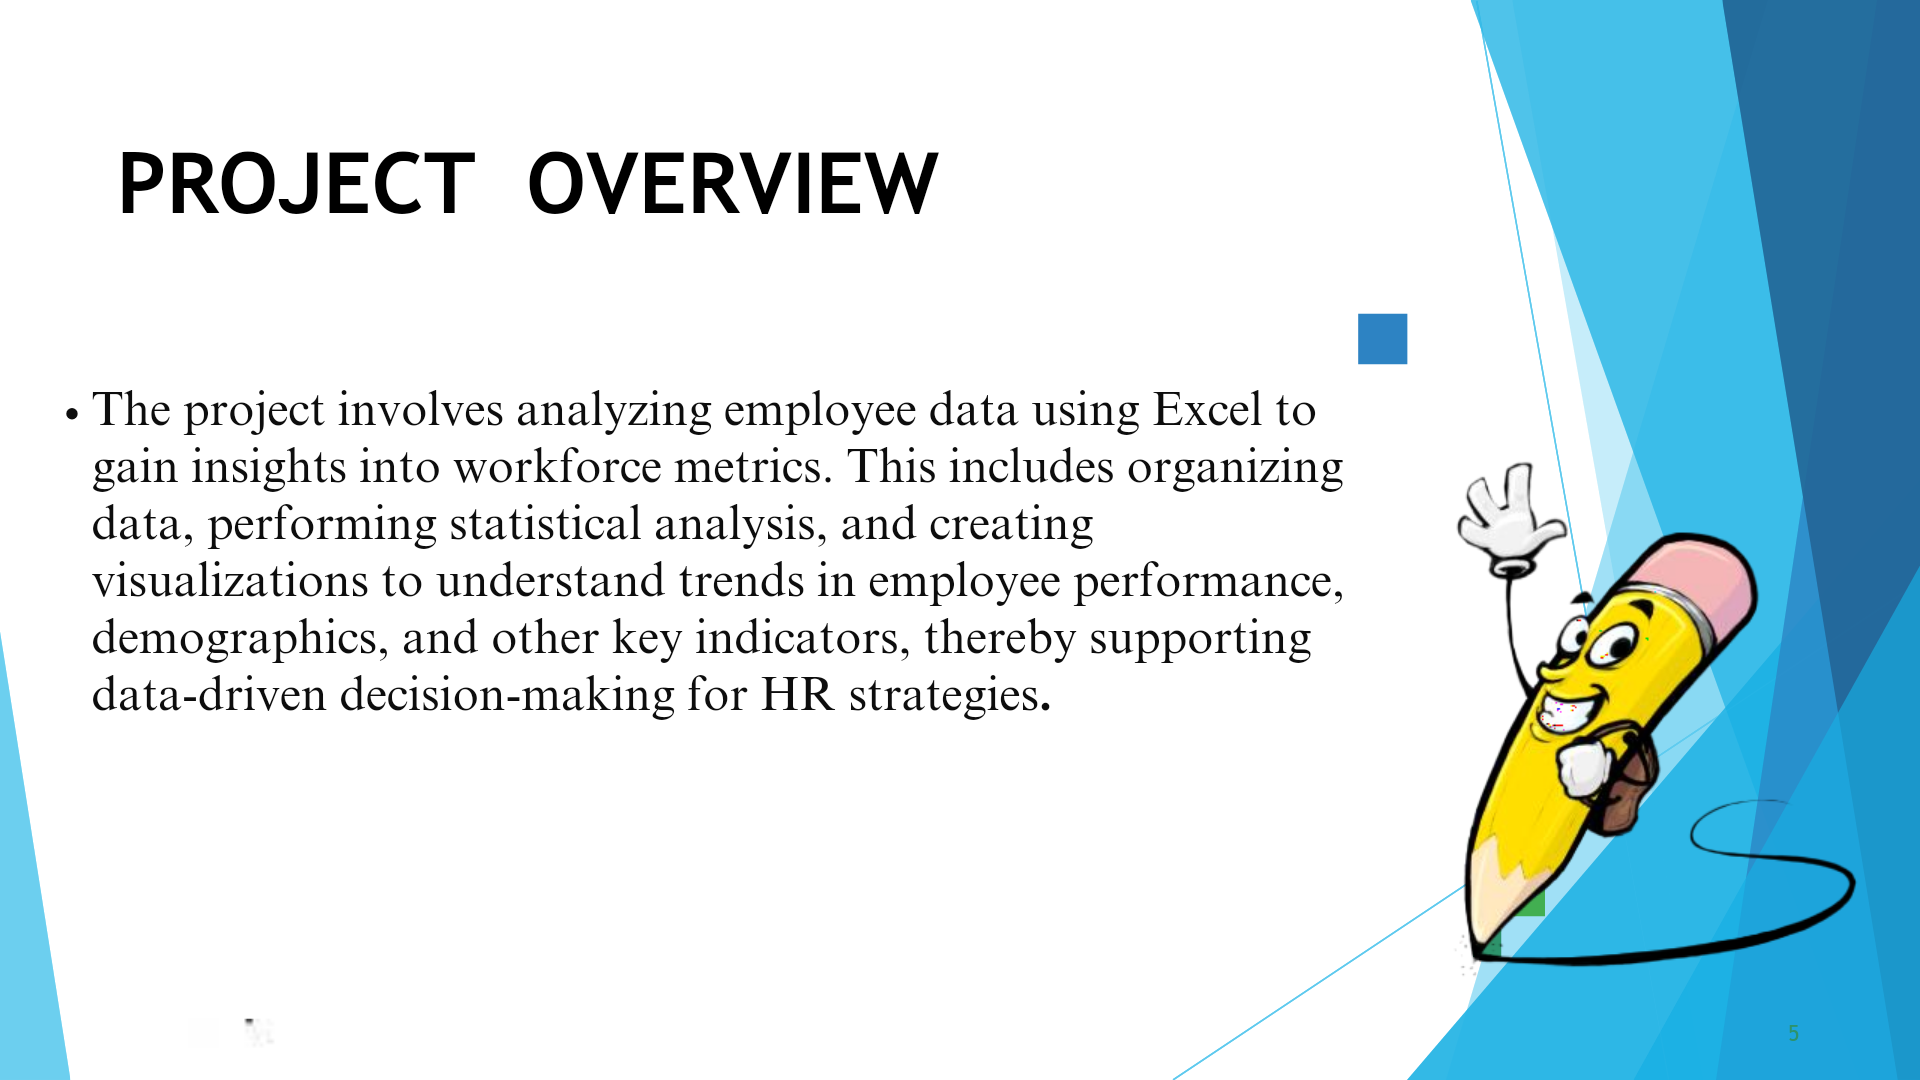 PROJECT OVERVIEW
• The project involves analyzing employee data using Excel to
gain insights into workforce metrics. This includes organizing
data, performing statistical analysis, and creating
visualizations to understand trends in employee performance,
demographics, and other key indicators, thereby supporting
data-driven decision-making for HR strategies.
5